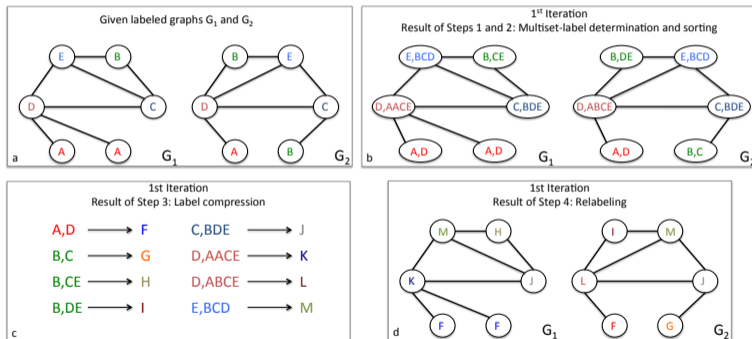 Given labeled graphs G1 and G2
E B
D C
A A
a G1
B E
D C
A B
G2
1st Iteration
Result of Steps 1 and 2: Multiset-label determination and sorting
E,BCD B,CE
D,AACE C,BDE
A,D A,D
b G1
B,DE E,BCD
D,ABCE C,BDE
A,D B,C
G2
1st Iteration
Result of Step 3: Label compression
A,D F
B,C G
B,CE H
B,DE I
C,BDE J
D,AACE K
D,ABCE L
E,BCD M
c
1st Iteration
Result of Step 4: Relabeling
M H
K J
F F
d G1
I M
L J
F G
G2